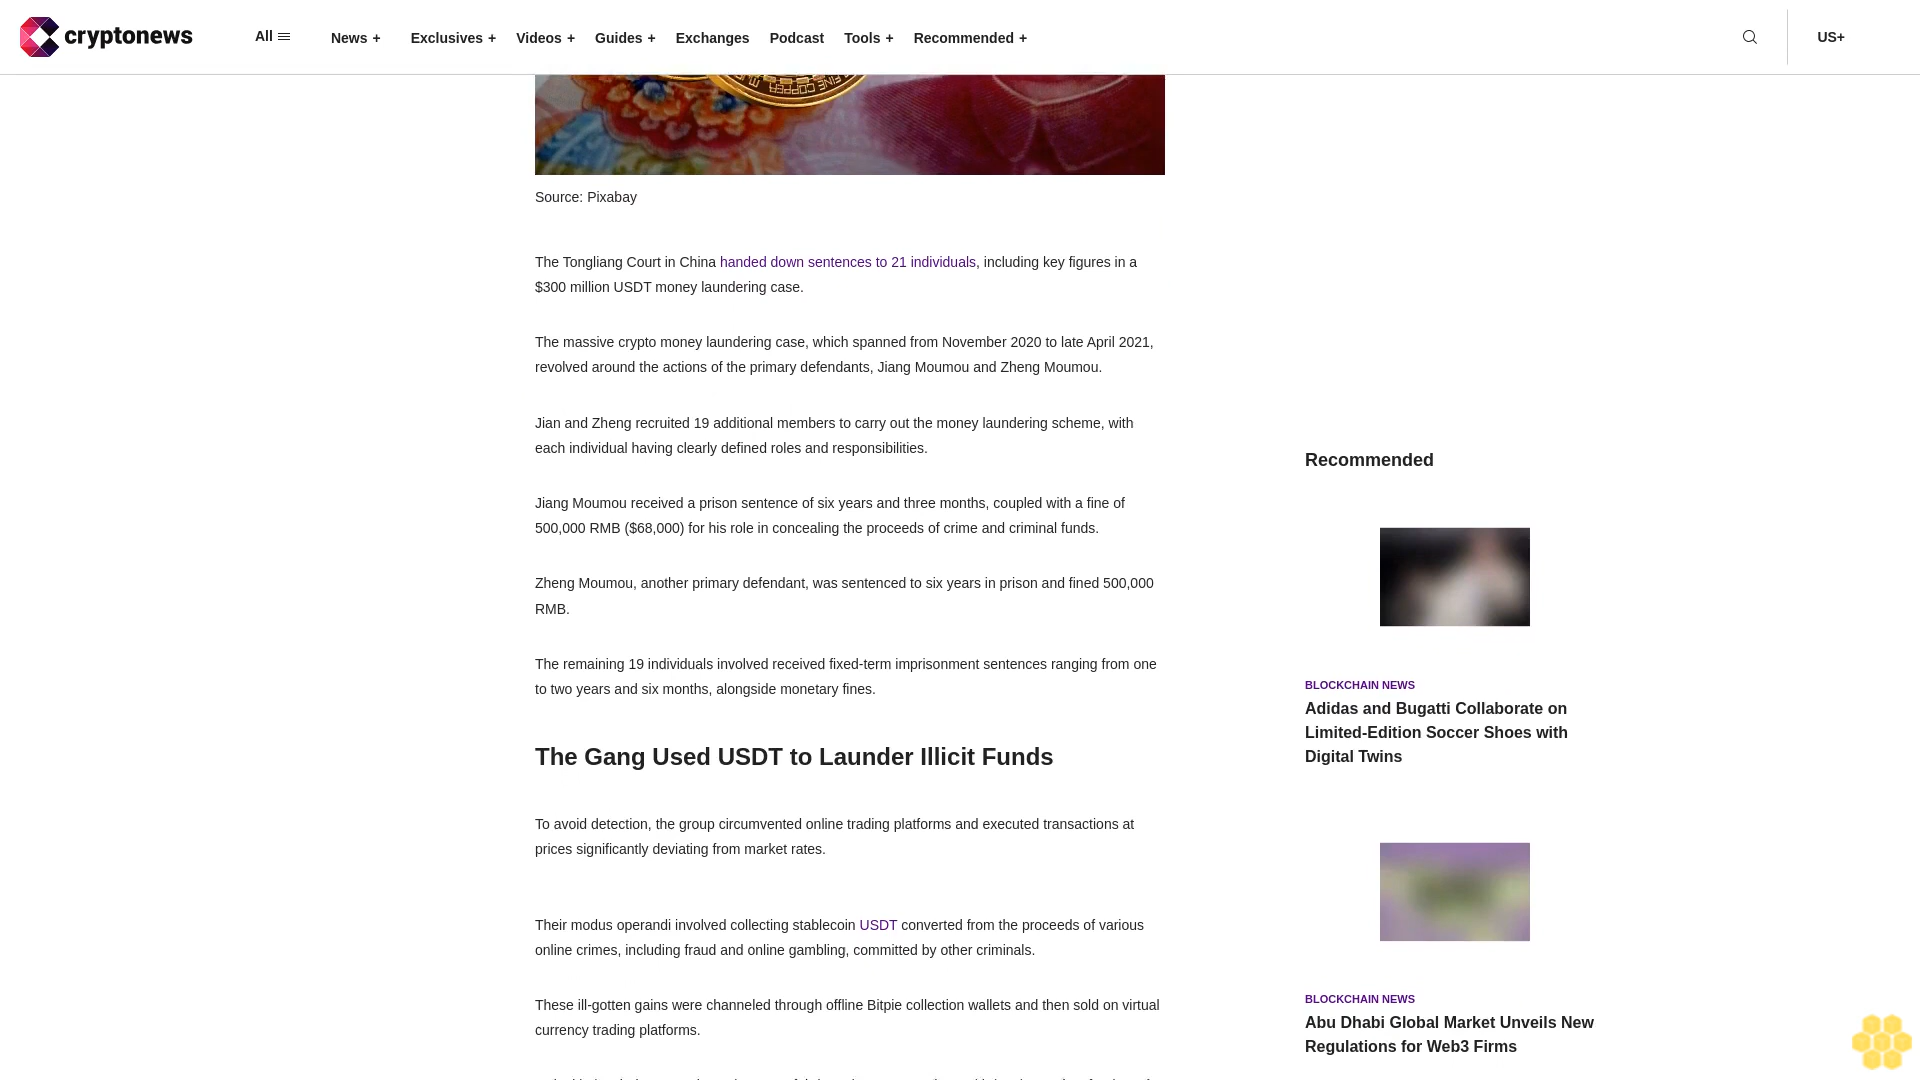 cryptonews
All
News +
Exclusives +
Videos +
Guides +
Exchanges
Podcast
Tools +
Recommended +
US+
FINE COPPER
Source: Pixabay
The Tongliang Court in China handed down sentences to 21 individuals, including key figures in a
$300 million USDT money laundering case.
The massive crypto money laundering case, which spanned from November 2020 to late April 2021,
revolved around the actions of the primary defendants, Jiang Moumou and Zheng Moumou.
Jian and Zheng recruited 19 additional members to carry out the money laundering scheme, with
each individual having clearly defined roles and responsibilities.
Jiang Moumou received a prison sentence of six years and three months, coupled with a fine of
500,000 RMB ($68,000) for his role in concealing the proceeds of crime and criminal funds.
Zheng Moumou, another primary defendant, was sentenced to six years in prison and fined 500,000
RMB.
The remaining 19 individuals involved received fixed-term imprisonment sentences ranging from one
to two years and six months, alongside monetary fines.
The Gang Used USDT to Launder Illicit Funds
To avoid detection, the group circumvented online trading platforms and executed transactions at
prices significantly deviating from market rates.
Their modus operandi involved collecting stablecoin USDT converted from the proceeds of various
online crimes, including fraud and online gambling, committed by other criminals.
These ill-gotten gains were channeled through offline Bitpie collection wallets and then sold on virtual
currency trading platforms.
Recommended
BLOCKCHAIN NEWS
Adidas and Bugatti Collaborate on
Limited-Edition Soccer Shoes with
Digital Twins
BLOCKCHAIN NEWS
Abu Dhabi Global Market Unveils New
Regulations for Web3 Firms